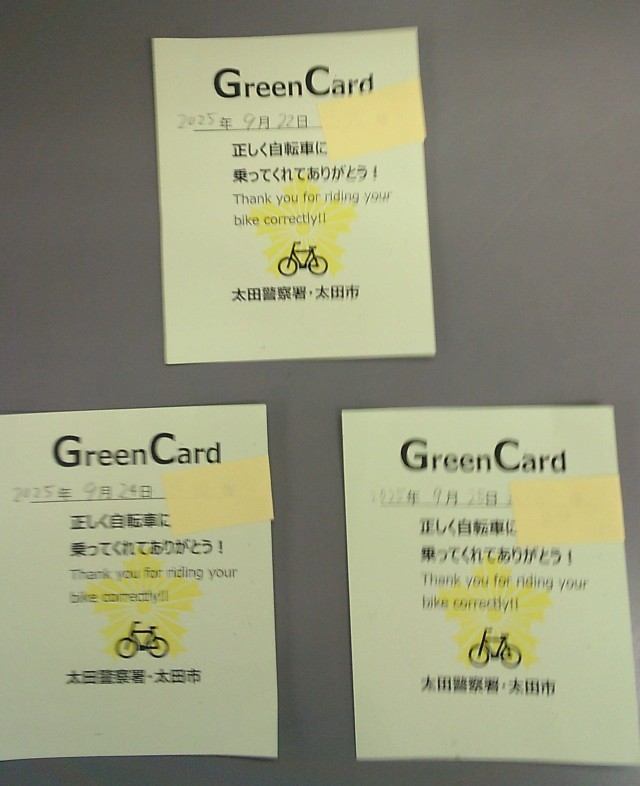 GreenCard
2025年 9月 22日
正しく自転車に
乗ってくれてありがとう！
Thank you for riding your
bike correctly!!
太田警察署・太田市
GreenCard
2025年 9月 24日
正しく自転車に
乗ってくれてありがとう！
Thank you for riding your
bike correctly!!
太田警察署・太田市
GreenCard
2025年 9月 25日
正しく自転車に
乗ってくれてありがとう！
Thank you for riding your
bike correctly!!
太田警察署・太田市